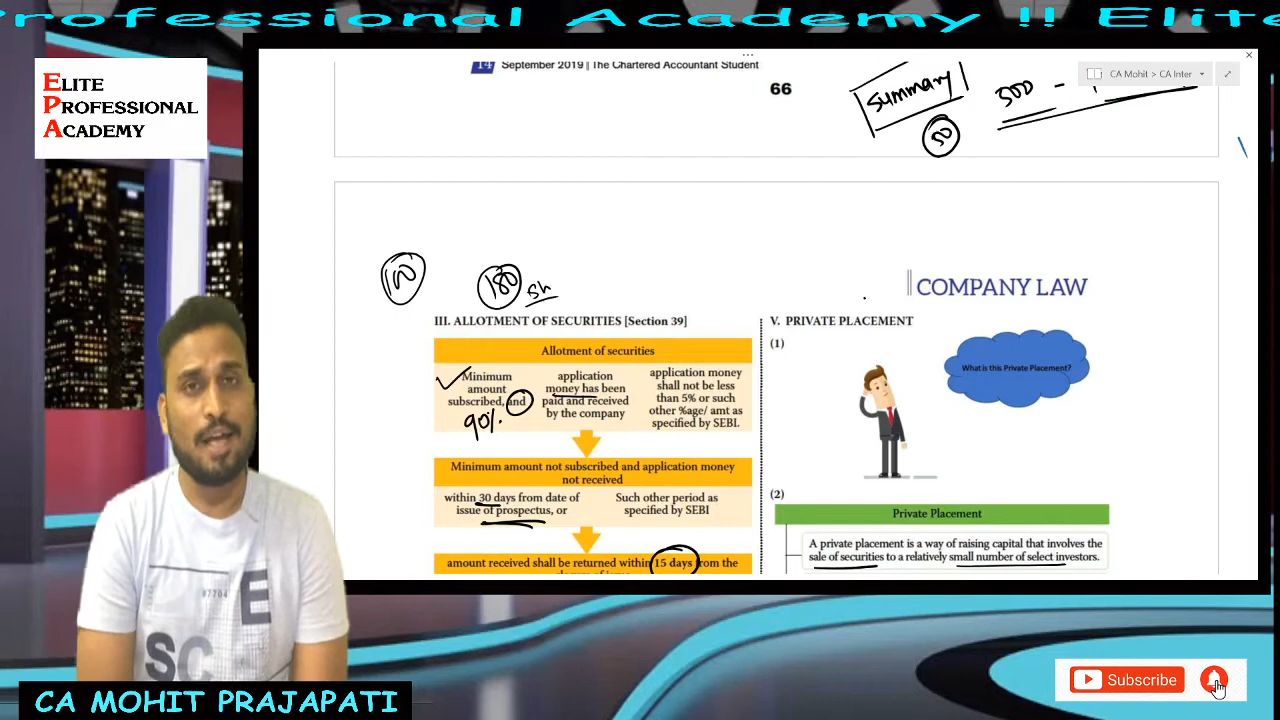 Professional Academy !! Elite
ELITE
PROFESSIONAL
ACADEMY
14 September 2019 | The Chartered Accountant Student
66
Summary
50
500 -
CA Mohit > CA Inter
100
180 sh
COMPANY LAW
III. ALLOTMENT OF SECURITIES [Section 39]
Allotment of securities
Minimum
amount
subscribed, and
90%
application
money has been
paid and received
by the company
application money
shall not be less
than 5% or such
other %age/ amt as
specified by SEBI.
Minimum amount not subscribed and application money
not received
within 30 days from date of
issue of prospectus, or
Such other period as
specified by SEBI
amount received shall be returned within 15 days from the
V. PRIVATE PLACEMENT
(1)
What is this Private Placement?
(2)
Private Placement
A private placement is a way of raising capital that involves the
sale of securities to a relatively small number of select investors.
E
SC
Subscribe
CA MOHIT PRAJAPATI